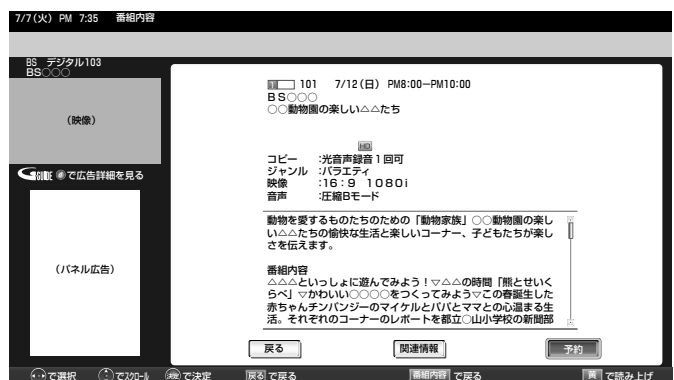 7/7(火) PM 7:35 番組内容
BS デジタル103
BS○○○
(映像)
GGUIDE で広告詳細を見る
(パネル広告)
101 7/12(日) PM8:00−PM10:00
BS○○○
○○動物園の楽しい△△たち
HD
コピー :光音声録音1回可
ジャンル :バラエティ
映像 :16:9 1080i
音声 :圧縮Bモード
動物を愛するものたちのための「動物家族」○○動物園の楽し
い△△たちの愉快な生活と楽しいコーナー、子どもたちが楽し
さを伝えます。
番組内容
△△△といっしょに遊んでみよう!▽△△の時間「熊とせいく
らべ」▽かわいい○○○○をつくってみよう▽この春誕生した
赤ちゃんチンパンジーのマイケルとパパとママとの心温まる生
活。それぞれのコーナーのレポートを都立○山小学校の新聞部
戻る 関連情報 予約
で選択 でスクロール 決定 で決定 戻る で戻る 番組内容 で戻る 黄 で読み上げ